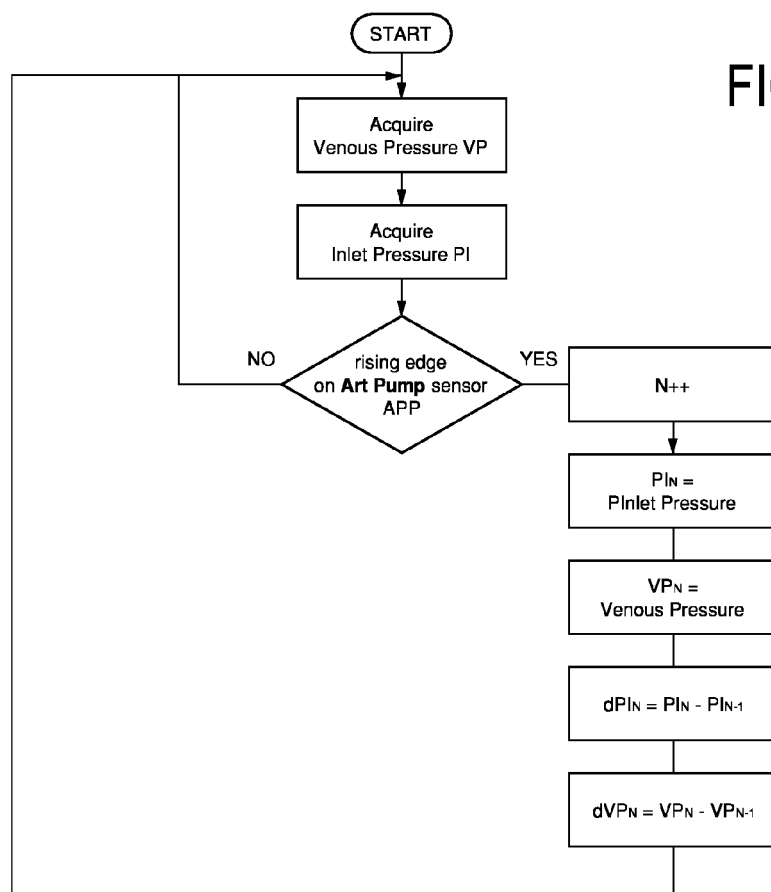 START
FI
Acquire
Venous Pressure VP
Acquire
Inlet Pressure PI
NO
rising edge
on Art Pump sensor
APP
YES
N++
PIN =
PInlet Pressure
VPN =
Venous Pressure
dPIN = PIN - PIN-1
dVPN = VPN - VPN-1